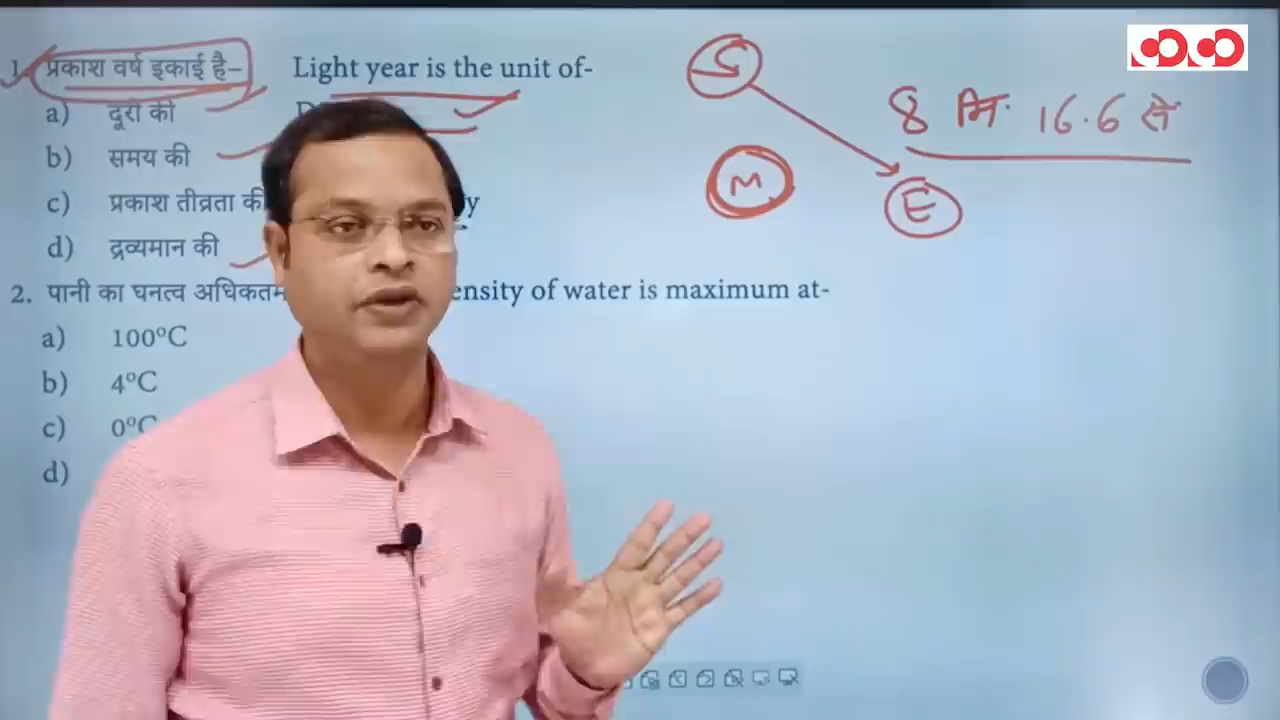 1. प्रकाश वर्ष इकाई है– Light year is the unit of-
a) दूरी की
b) समय की
c) प्रकाश तीव्रता की
d) द्रव्यमान की
2. पानी का घनत्व अधिकतम ensity of water is maximum at-
a) 100°C
b) 4°C
c) 0°C
d)
S
8 मि. 16.6 से
M
E